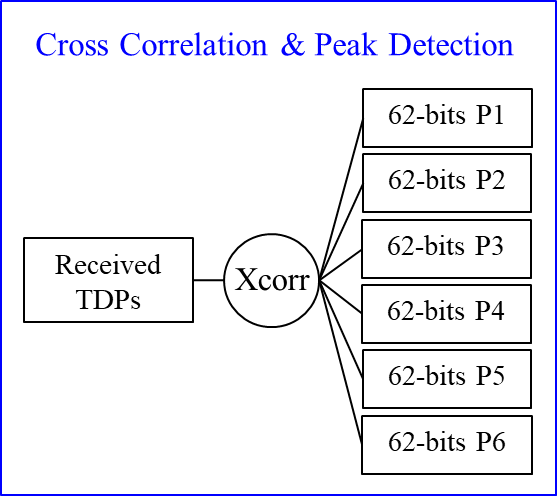 Cross Correlation & Peak Detection
62-bits P1
62-bits P2
62-bits P3
Received
TDPs
Xcorr
62-bits P4
62-bits P5
62-bits P6